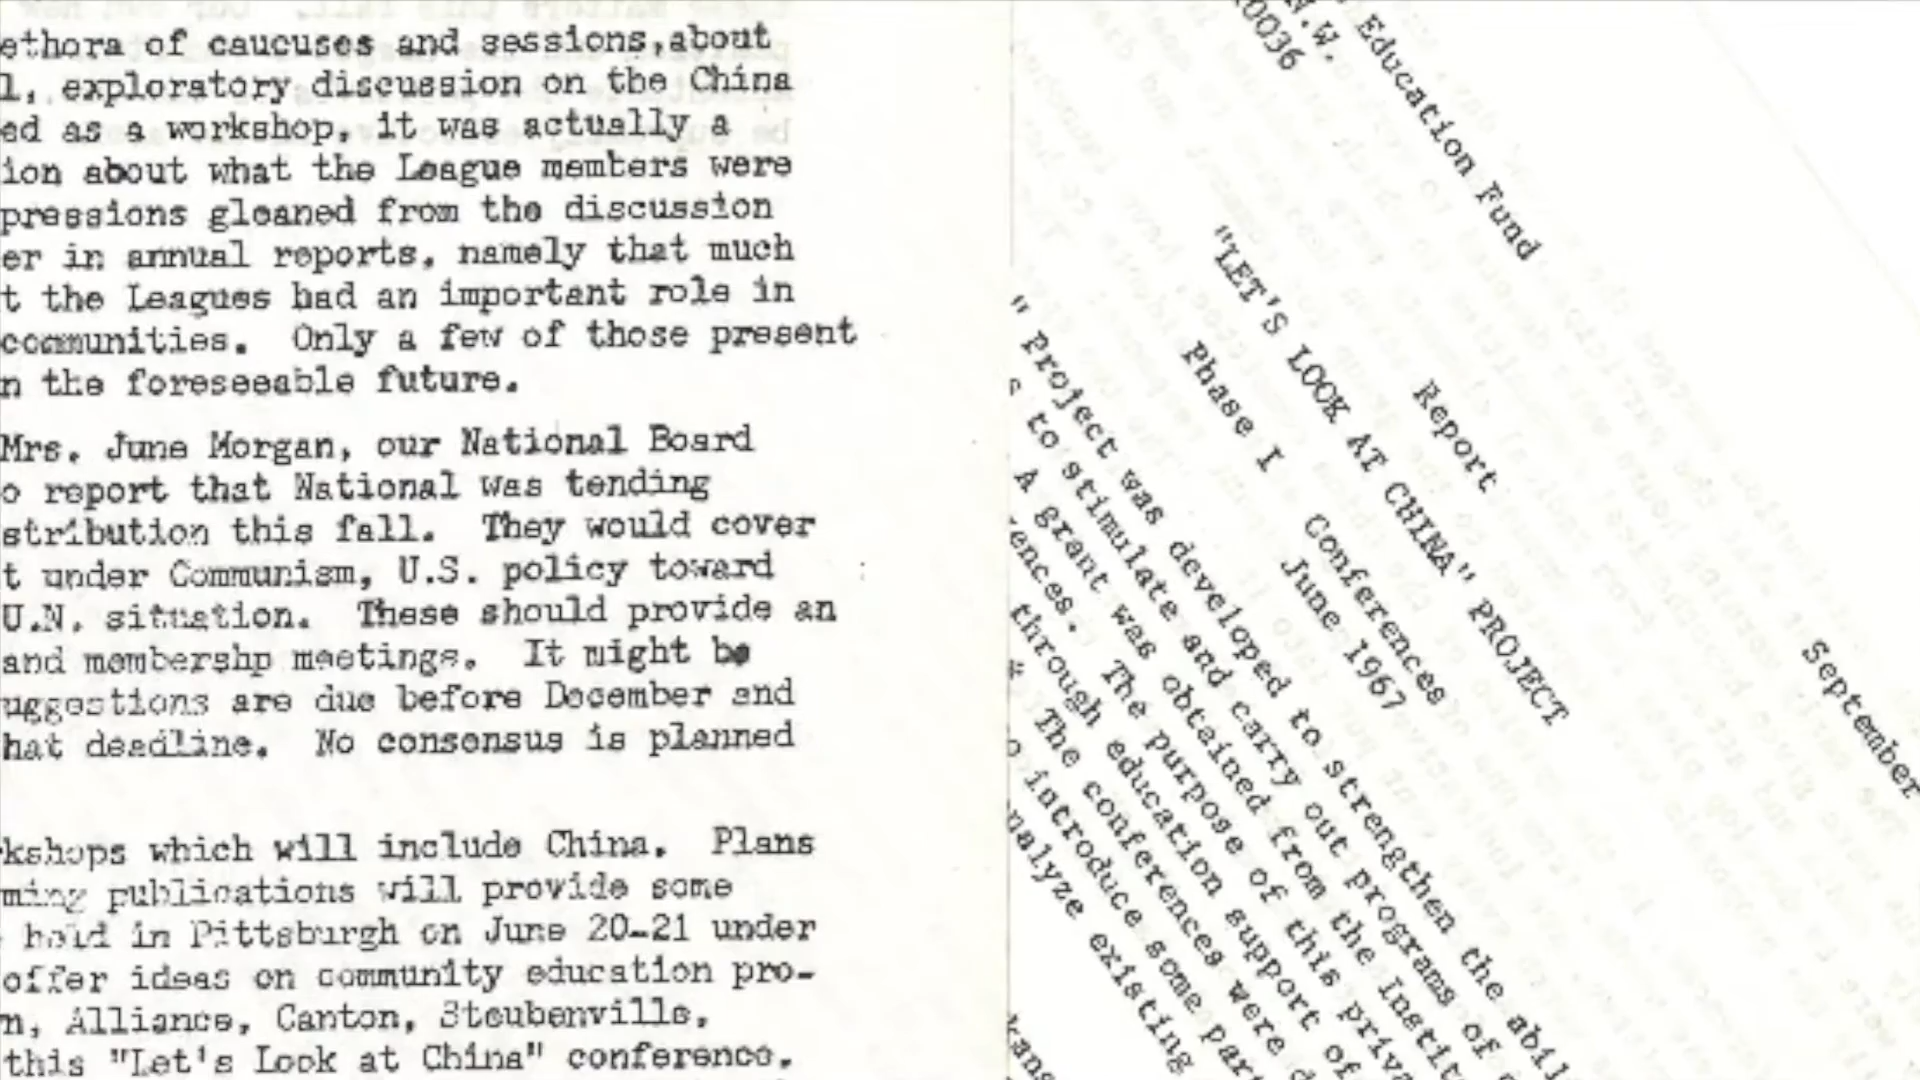 ethora of caucuses and sessions,about
l, exploratory discussion on the China
ed as a workshop, it was actually a
ion about what the League members were
pressions gleaned from the discussion
er in annual reports, namely that much
t the Leagues had an important role in
communities. Only a few of those present
n the foreseeable future.
Mrs. June Morgan, our National Board
o report that National was tending
stribution this fall. They would cover
t under Communism, U.S. policy toward
U.N. situation. These should provide an
and membershp meetings. It might be
uggestions are due before December and
hat deadline. No consensus is planned
kshops which will include China. Plans
ming publications will provide some
held in Pittsburgh on June 20-21 under
offer ideas on community education pro-
n, Alliance, Canton, Steubenville,
this "Let's Look at China" conference.
Education Fund
N.W.
0036
September
Report
"LET'S LOOK AT CHINA" PROJECT
Phase I Conferences
June 1967
" Project was developed to strengthen the abil
s to stimulate and carry out programs of
A grant was obtained from the Instit
ences. The purpose of this priva
through education support of
The conferences were d
o introduce some part
nalyze existing